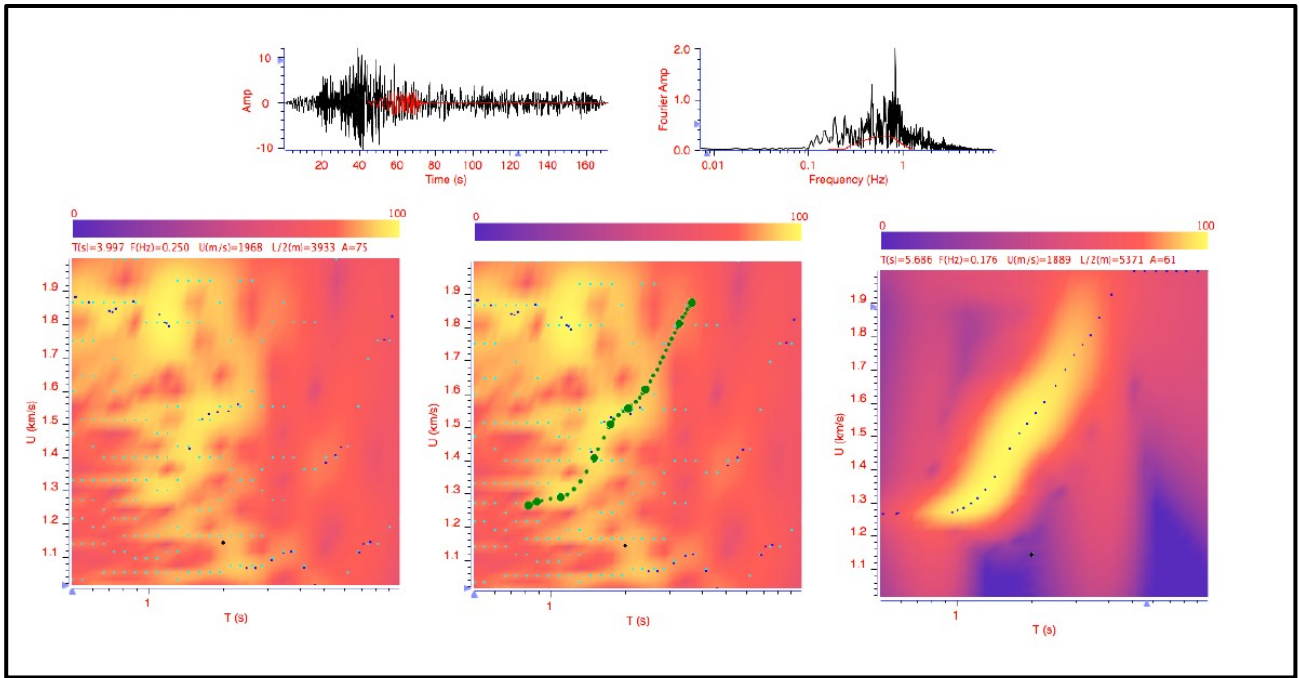 10
0
-10
Amp
20 40 60 80 100 120 140 160
Time (s)
2.0
1.0
0.0
Fourier Amp
0.01 0.1 1
Frequency (Hz)
0 100
T(s)=3.997 F(Hz)=0.250 U(m/s)=1968 L/2(m)=3933 A=75
1.9
1.8
1.7
1.6
1.5
1.4
1.3
1.2
1.1
U (km/s)
1
T (s)
0 100
1.9
1.8
1.7
1.6
1.5
1.4
1.3
1.2
1.1
U (km/s)
1
T (s)
0 100
T(s)=5.686 F(Hz)=0.176 U(m/s)=1889 L/2(m)=5371 A=61
1.9
1.8
1.7
1.6
1.5
1.4
1.3
1.2
1.1
U (km/s)
1
T (s)